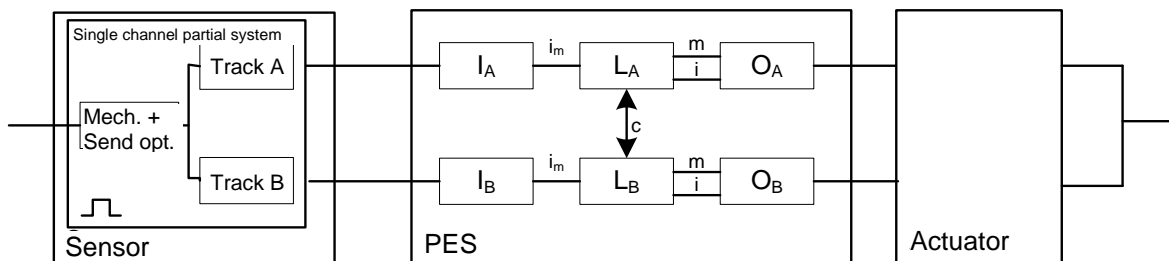 Single channel partial system
Mech. +
Send opt.
Track A
Track B
Sensor
I_A
i_m
L_A
m
i
O_A
c
I_B
i_m
L_B
m
i
O_B
PES
Actuator